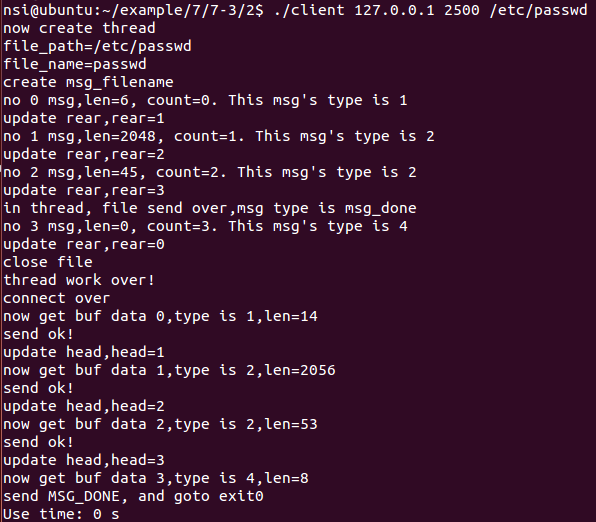 nsi@ubuntu:~/example/7/7-3/2$ ./client 127.0.0.1 2500 /etc/passwd
now create thread
file_path=/etc/passwd
file_name=passwd
create msg_filename
no 0 msg,len=6, count=0. This msg's type is 1
update rear,rear=1
no 1 msg,len=2048, count=1. This msg's type is 2
update rear,rear=2
no 2 msg,len=45, count=2. This msg's type is 2
update rear,rear=3
in thread, file send over,msg type is msg_done
no 3 msg,len=0, count=3. This msg's type is 4
update rear,rear=0
close file
thread work over!
connect over
now get buf data 0,type is 1,len=14
send ok!
update head,head=1
now get buf data 1,type is 2,len=2056
send ok!
update head,head=2
now get buf data 2,type is 2,len=53
send ok!
update head,head=3
now get buf data 3,type is 4,len=8
send MSG_DONE, and goto exit0
Use time: 0 s